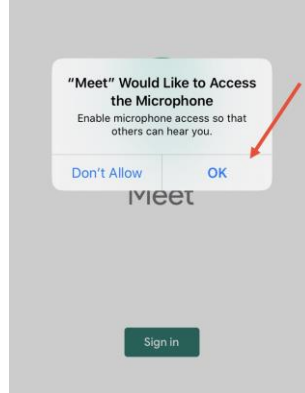 "Meet" Would Like to Access
the Microphone
Enable microphone access so that
others can hear you.
Don't Allow OK
Meet
Sign in